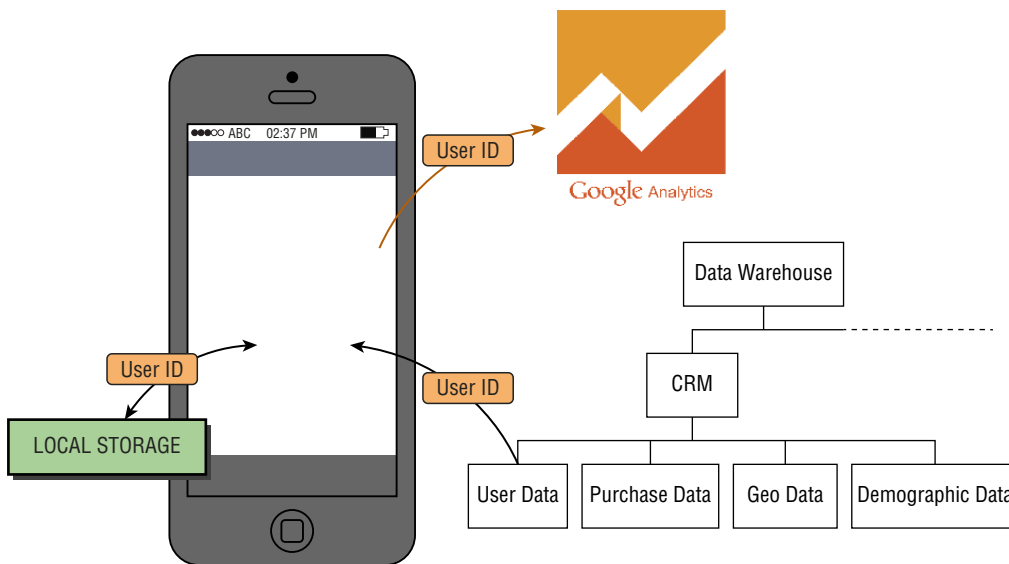 ABC 02:37 PM
User ID
Google Analytics
Data Warehouse
User ID
User ID
CRM
LOCAL STORAGE
User Data
Purchase Data
Geo Data
Demographic Data